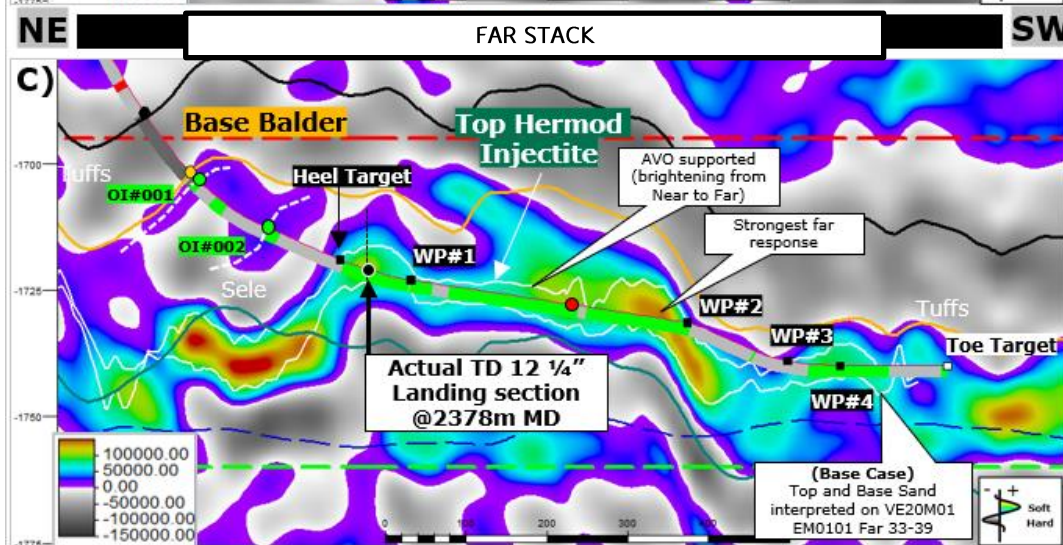 NE
FAR STACK
SW
C)
Base Balder
Top Hermod
Injectite
AVO supported
(brightening from
Near to Far)
Strongest far
response
-1700
Tuffs
OI#001
Heel Target
OI#002
WP#1
Sele
-1725
WP#2
Tuffs
WP#3
Toe Target
WP#4
Actual TD 12 ¼”
Landing section
@2378m MD
-1750
100000.00
50000.00
0.00
-50000.00
-100000.00
-150000.00
(Base Case)
Top and Base Sand
interpreted on VE20M01
EM0101 Far 33-39
- +
Soft
Hard
0 100 200 300 400